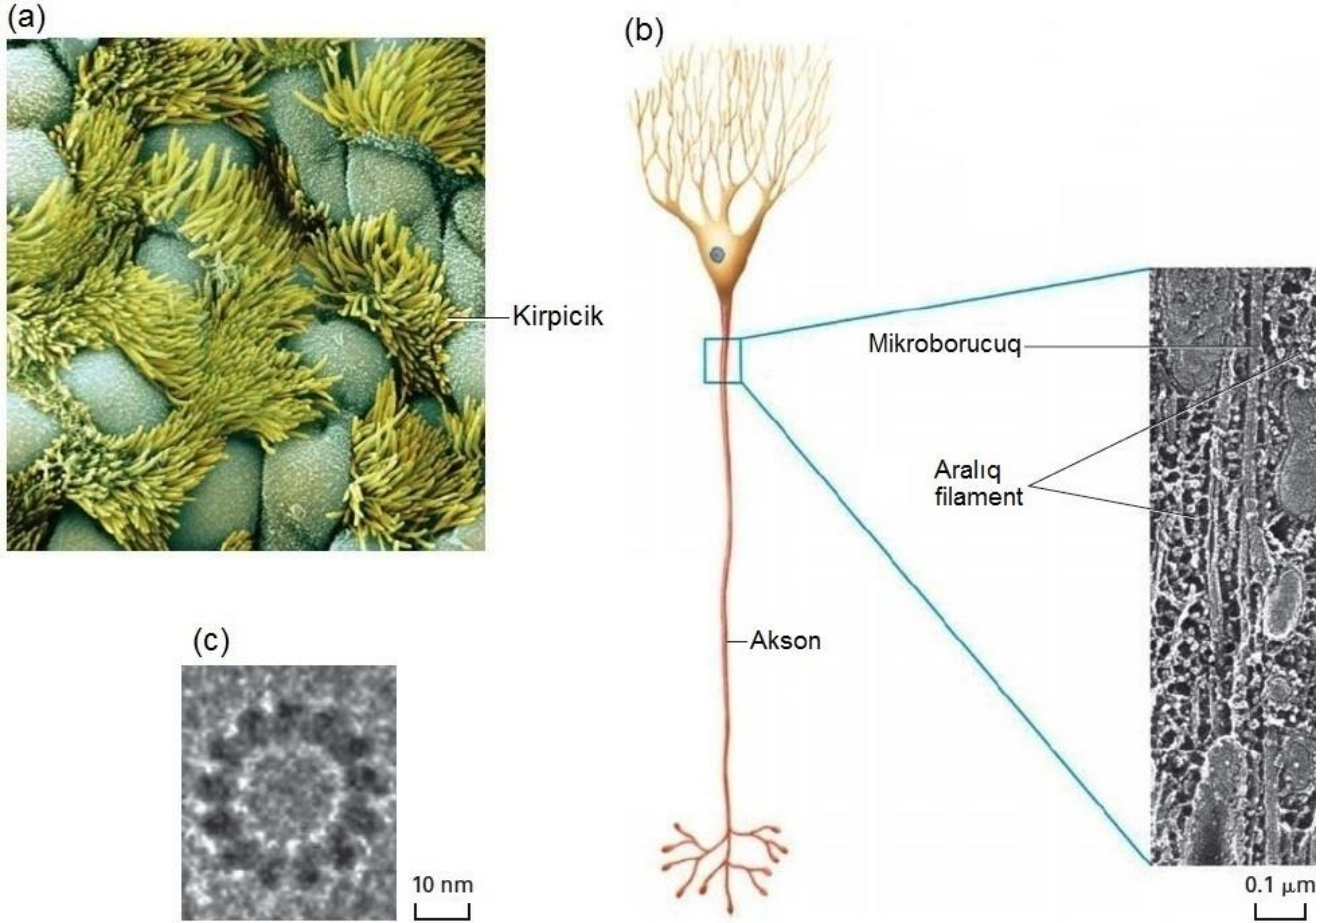 (a)
Kirpicik
(b)
Mikroborucuq
Aralıq
filament
Akson
0.1 μm
(c)
10 nm